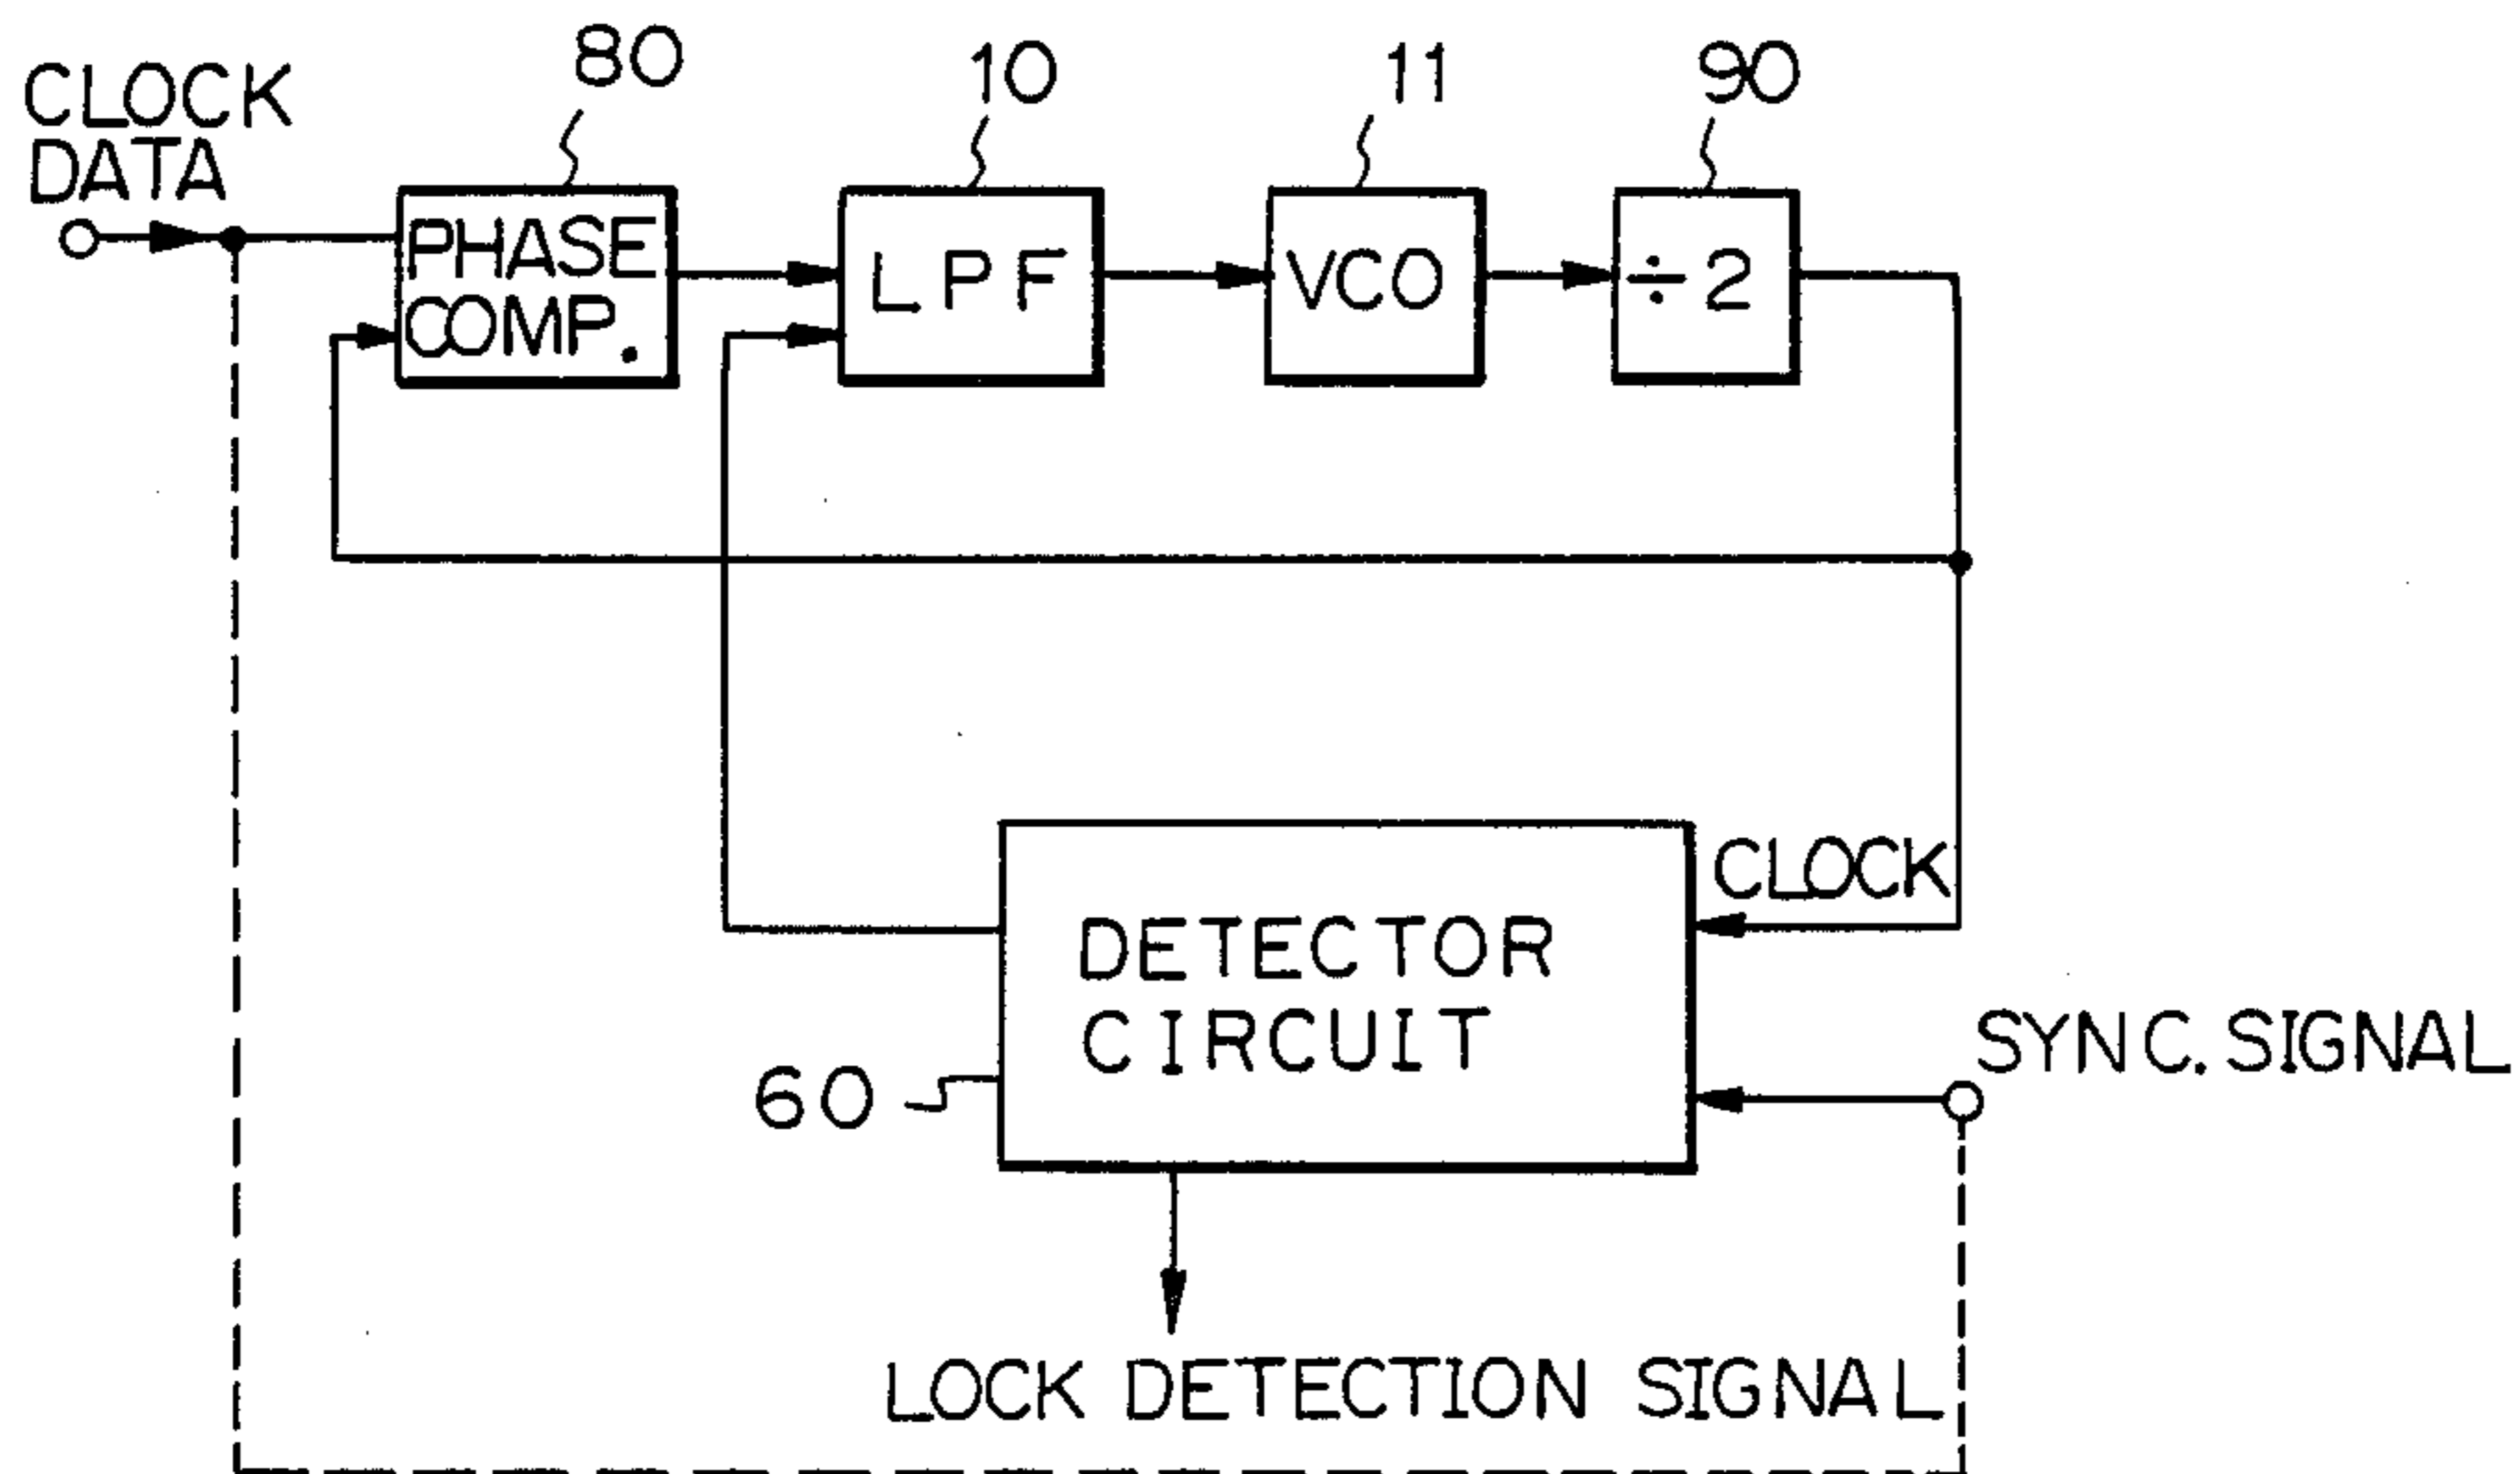 80
10
11
90
CLOCK
DATA
PHASE
COMP.
LPF
VCO
÷2
CLOCK
DETECTOR
CIRCUIT
SYNC. SIGNAL
60
LOCK DETECTION SIGNAL